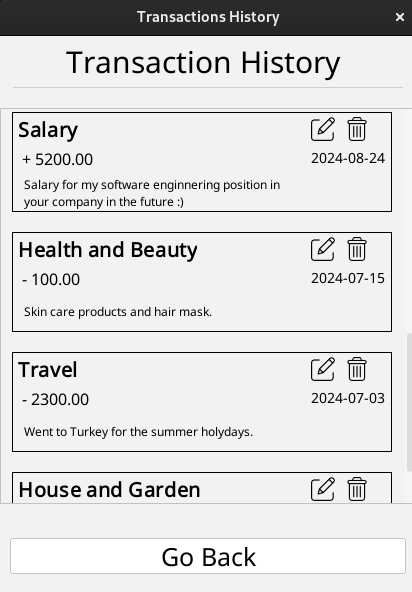 Transactions History
×
Transaction History
Salary
+ 5200.00
2024-08-24
Salary for my software enginnering position in
your company in the future :)
Health and Beauty
- 100.00
2024-07-15
Skin care products and hair mask.
Travel
- 2300.00
2024-07-03
Went to Turkey for the summer holydays.
House and Garden
Go Back